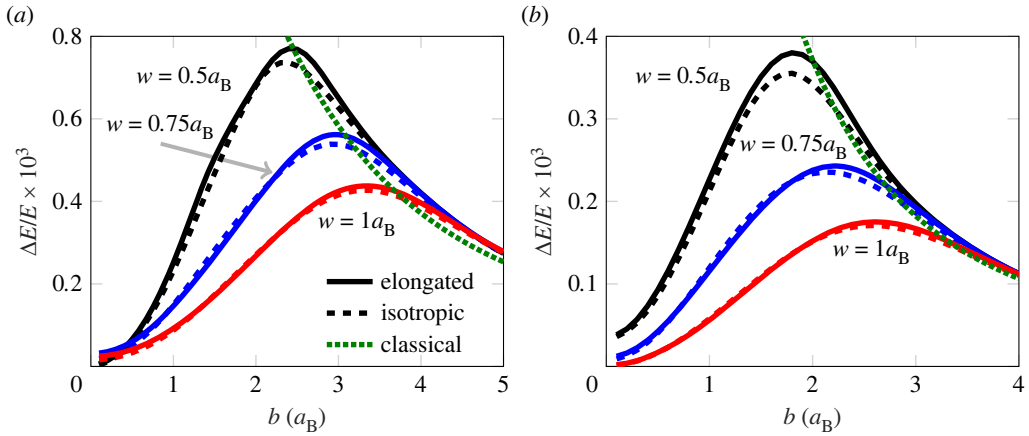 (a)
0.8
0.6
0.4
0.2
0
1
2
3
4
5
ΔE/E × 10³
b (a_B)
w = 0.5a_B
w = 0.75a_B
w = 1a_B
elongated
isotropic
classical
(b)
0.4
0.3
0.2
0.1
0
1
2
3
4
ΔE/E × 10³
b (a_B)
w = 0.5a_B
w = 0.75a_B
w = 1a_B